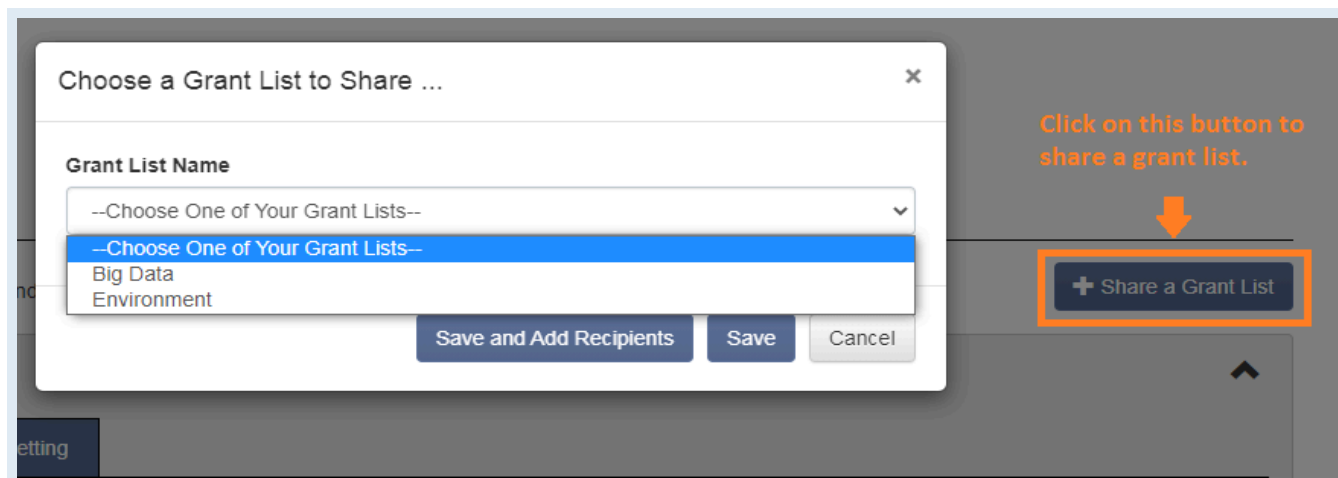 Choose a Grant List to Share ...
×
Click on this button to
share a grant list.
Grant List Name
--Choose One of Your Grant Lists--
--Choose One of Your Grant Lists--
Big Data
Environment
+ Share a Grant List
Save and Add Recipients
Save
Cancel
etting